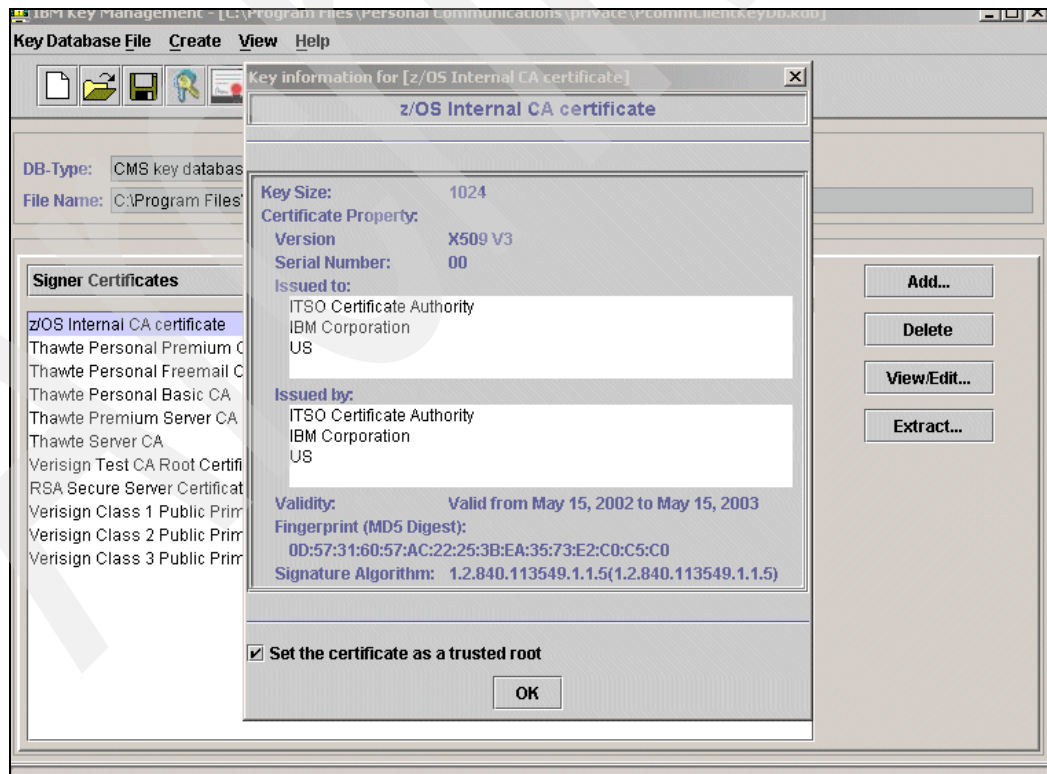 IBM Key Management - [C:\Program Files\Personal Communications\private\PcommClientKeyDb.kdb]
Key Database File Create View Help
Key information for [z/OS Internal CA certificate]
z/OS Internal CA certificate
DB-Type: CMS key databas
File Name: C:\Program Files\
Key Size: 1024
Certificate Property:
Version X509 V3
Serial Number: 00
Issued to:
ITSO Certificate Authority
IBM Corporation
US
Issued by:
ITSO Certificate Authority
IBM Corporation
US
Validity: Valid from May 15, 2002 to May 15, 2003
Fingerprint (MD5 Digest):
0D:57:31:60:57:AC:22:25:3B:EA:35:73:E2:C0:C5:C0
Signature Algorithm: 1.2.840.113549.1.1.5(1.2.840.113549.1.1.5)
Set the certificate as a trusted root
OK
Signer Certificates
z/OS Internal CA certificate
Thawte Personal Premium C
Thawte Personal Freemail C
Thawte Personal Basic CA
Thawte Premium Server CA
Thawte Server CA
Verisign Test CA Root Certifi
RSA Secure Server Certificat
Verisign Class 1 Public Prim
Verisign Class 2 Public Prim
Verisign Class 3 Public Prim
Add...
Delete
View/Edit...
Extract...